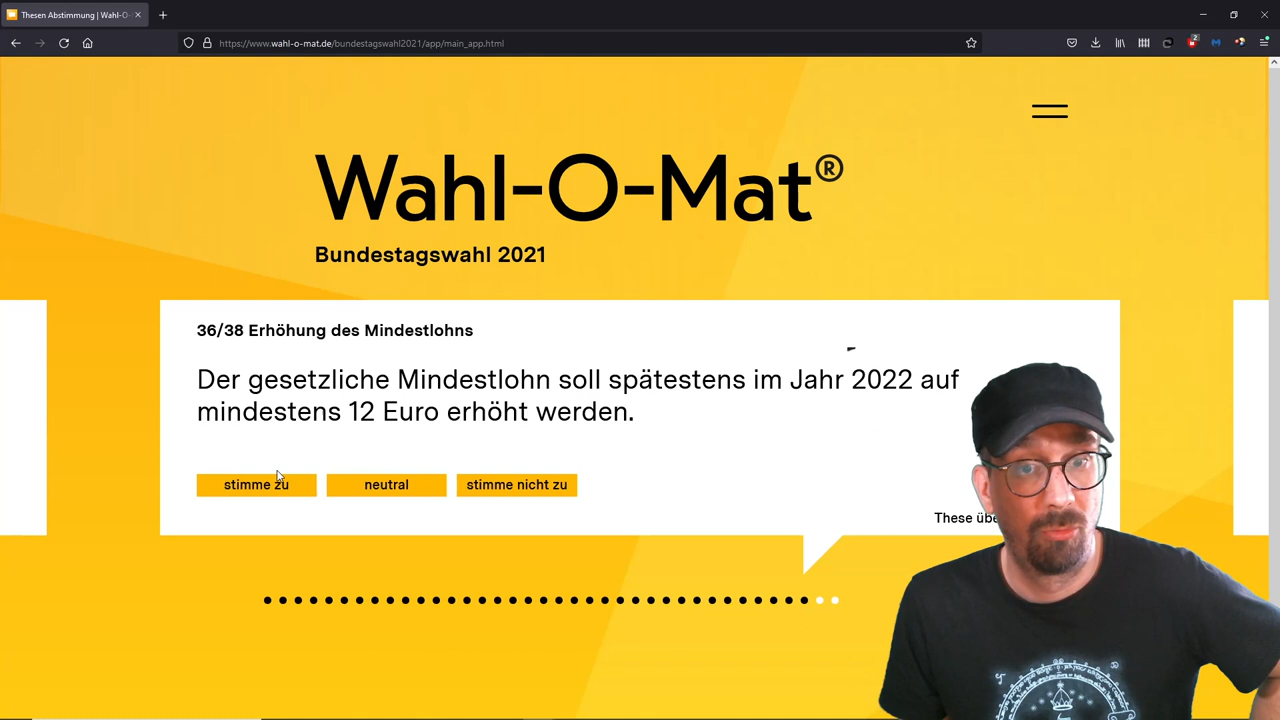 Thesen Abstimmung | Wahl-O-
https://www.wahl-o-mat.de/bundestagswahl2021/app/main_app.html
2
Wahl-O-Mat®
Bundestagswahl 2021
36/38 Erhöhung des Mindestlohns
Der gesetzliche Mindestlohn soll spätestens im Jahr 2022 auf
mindestens 12 Euro erhöht werden.
stimme zu
neutral
stimme nicht zu
These